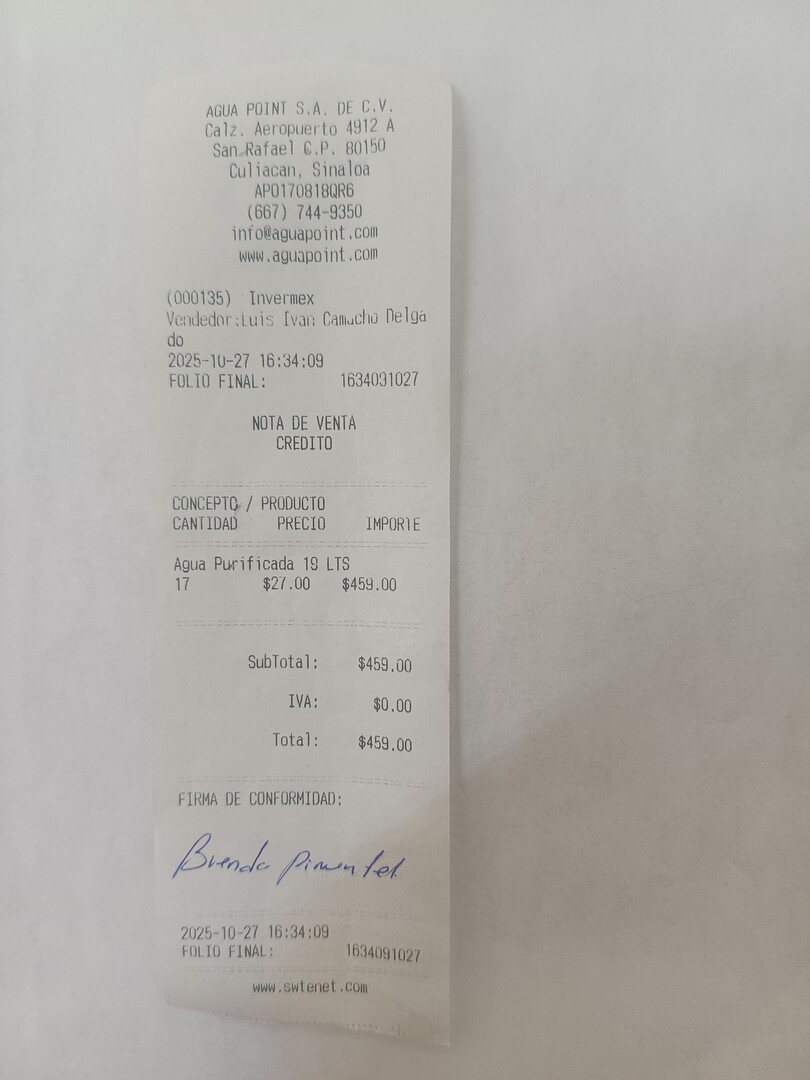 AGUA POINT S.A. DE C.V.
Calz. Aeropuerto 4912 A
San Rafael C.P. 80150
Culiacan, Sinaloa
APO170818QR6
(667) 744-9350
info@aguapoint.com
www.aguapoint.com
(000135) Invermex
Vendedor:Luis Ivan Camacho Delga
do
2025-10-27 16:34:09
FOLIO FINAL: 1634091027
NOTA DE VENTA
CREDITO
CONCEPTO / PRODUCTO
CANTIDAD PRECIO IMPORTE
Agua Purificada 19 LTS
17 $27.00 $459.00
SubTotal: $459.00
IVA: $0.00
Total: $459.00
FIRMA DE CONFORMIDAD:
Brenda Pimentel
2025-10-27 16:34:09
FOLIO FINAL: 1634091027
www.swtenet.com